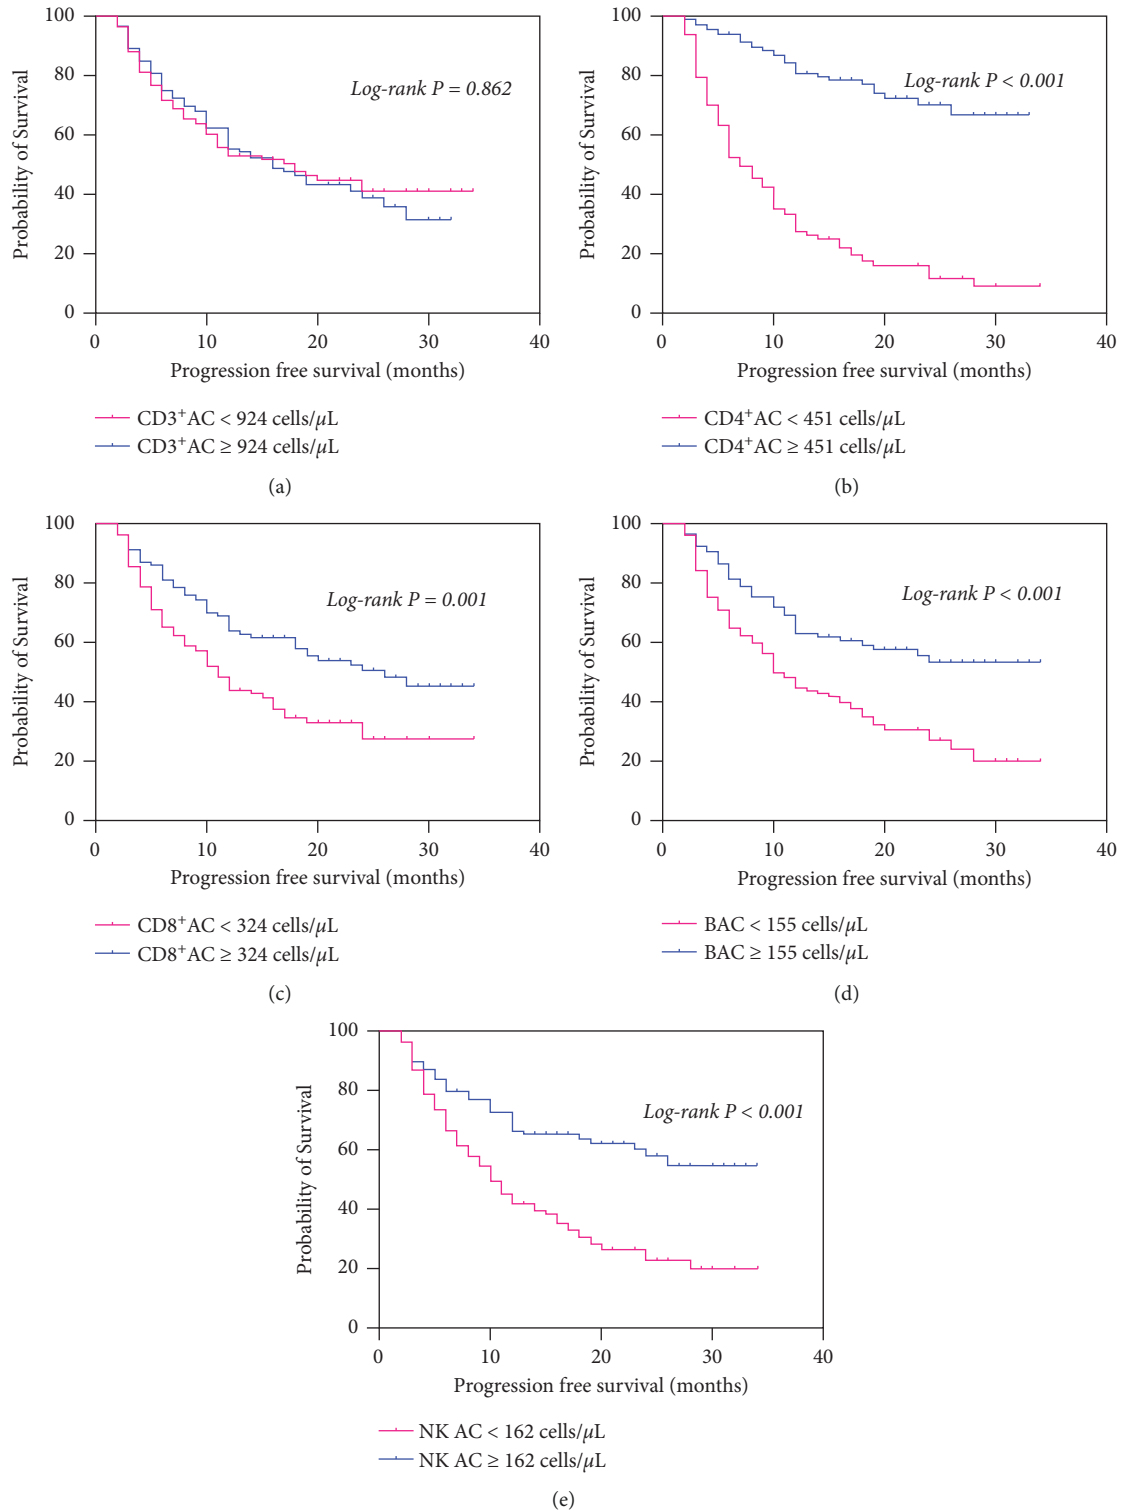 100
80
60
40
20
0
Probability of Survival
Log-rank P = 0.862
0 10 20 30 40
Progression free survival (months)
CD3+AC < 924 cells/μL
CD3+AC ≥ 924 cells/μL
(a)
100
80
60
40
20
0
Probability of Survival
Log-rank P < 0.001
0 10 20 30 40
Progression free survival (months)
CD4+AC < 451 cells/μL
CD4+AC ≥ 451 cells/μL
(b)
100
80
60
40
20
0
Probability of Survival
Log-rank P = 0.001
0 10 20 30 40
Progression free survival (months)
CD8+AC < 324 cells/μL
CD8+AC ≥ 324 cells/μL
(c)
100
80
60
40
20
0
Probability of Survival
Log-rank P < 0.001
0 10 20 30 40
Progression free survival (months)
BAC < 155 cells/μL
BAC ≥ 155 cells/μL
(d)
100
80
60
40
20
0
Probability of Survival
Log-rank P < 0.001
0 10 20 30 40
Progression free survival (months)
NK AC < 162 cells/μL
NK AC ≥ 162 cells/μL
(e)